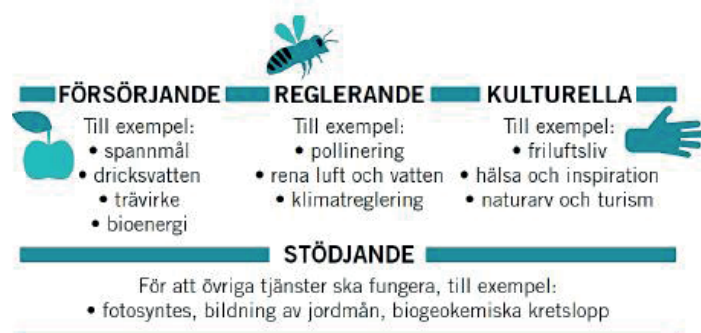 FÖRSÖRJANDE
Till exempel:
• spannmål
• dricksvatten
• trävirke
• bioenergi
REGLERANDE
Till exempel:
• pollinering
• rena luft och vatten
• klimatreglering
KULTURELLA
Till exempel:
• friluftsliv
• hälsa och inspiration
• naturarv och turism
STÖDJANDE
För att övriga tjänster ska fungera, till exempel:
• fotosyntes, bildning av jordmån, biogeokemiska kretslopp